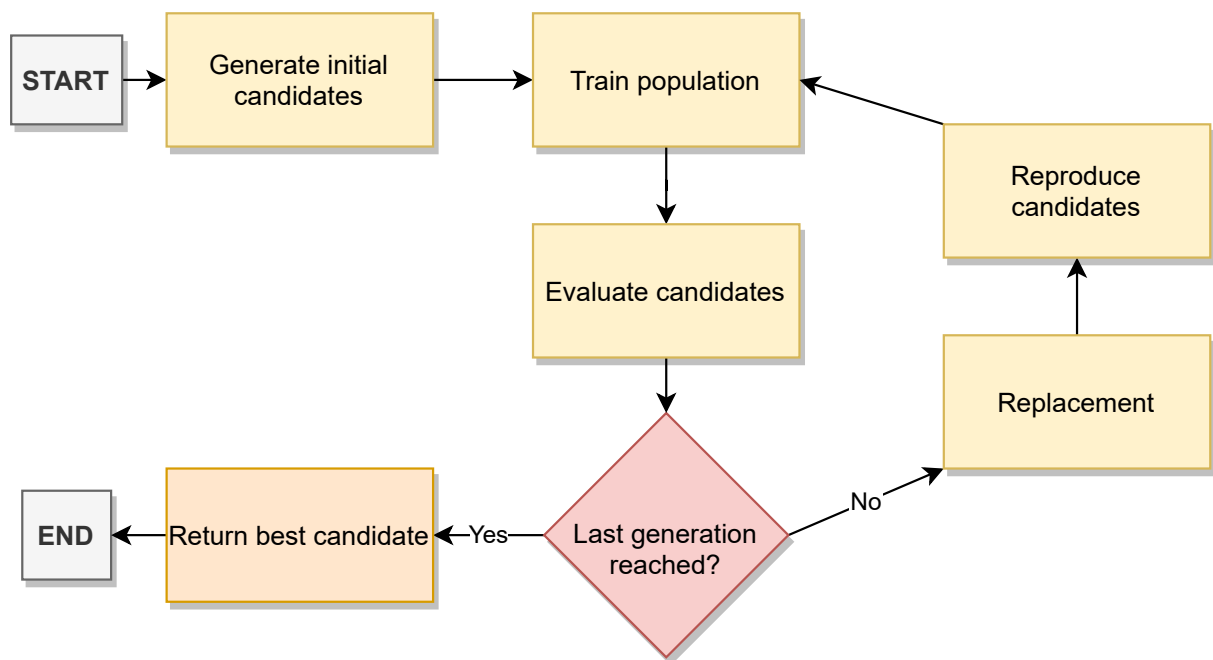 START
Generate initial
candidates
Train population
Reproduce
candidates
Evaluate candidates
Replacement
No
Last generation
reached?
Yes
Return best candidate
END